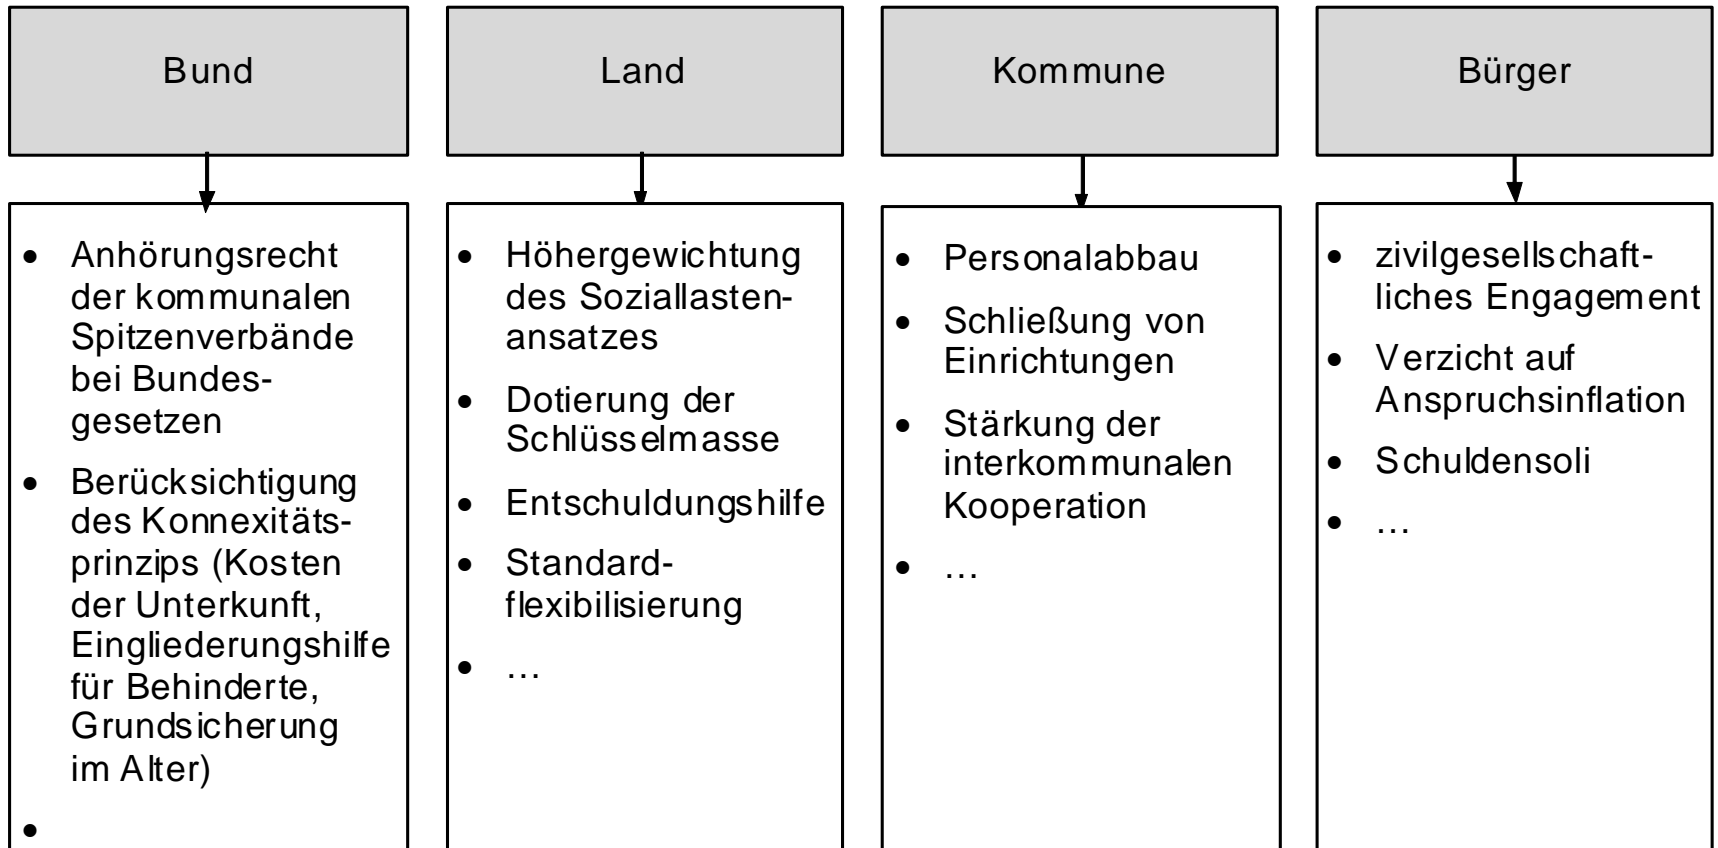 Bund
Land
Kommune
Bürger
• Anhörungsrecht
der kommunalen
Spitzenverbände
bei Bundes-
gesetzen
• Berücksichtigung
des Konnexitäts-
prinzips (Kosten
der Unterkunft,
Eingliederungshilfe
für Behinderte,
Grundsicherung
im Alter)
•
• Höhergewichtung
des Soziallasten-
ansatzes
• Dotierung der
Schlüsselmasse
• Entschuldungshilfe
• Standard-
flexibilisierung
• …
• Personalabbau
• Schließung von
Einrichtungen
• Stärkung der
interkommunalen
Kooperation
• …
• zivilgesellschaft-
liches Engagement
• Verzicht auf
Anspruchsinflation
• Schuldensoli
• …